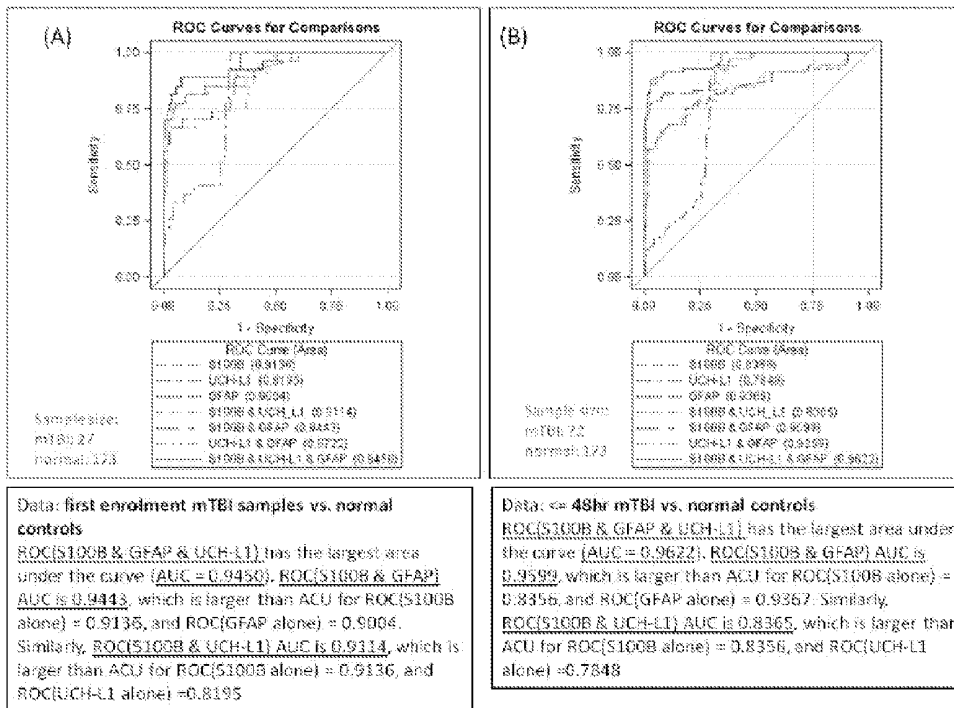 (A)
ROC Curves for Comparisons
1.00
0.75
0.50
0.25
0.00
Sensitivity
0.00 0.25 0.50 0.75 1.00
1 - Specificity
ROC Curve (Area)
S100B
UCH-L1
GFAP (0.9004)
S100B & UCH_L1 (0.9114)
S100B & GFAP (0.9443)
UCH-L1 & GFAP
S100B & UCH-L1 & GFAP (0.9450)
Sample size:
mTBI: 27
normal: 173
(B)
ROC Curves for Comparisons
1.00
0.75
0.50
0.25
0.00
Sensitivity
0.00 0.25 0.50 0.75 1.00
1 - Specificity
ROC Curve (Area)
S100B
UCH-L1 (0.7848)
GFAP
S100B & UCH_L1
S100B & GFAP (0.9599)
UCH-L1 & GFAP
S100B & UCH-L1 & GFAP (0.9622)
Sample size:
mTBI: 72
normal: 173
Data: first enrolment mTBI samples vs. normal
controls
ROC(S100B & GFAP & UCH-L1) has the largest area
under the curve (AUC = 0.9450). ROC(S100B & GFAP)
AUC is 0.9443, which is larger than ACU for ROC(S100B
alone) = 0.9136, and ROC(GFAP alone) = 0.9004.
Similarly, ROC(S100B & UCH-L1) AUC is 0.9114, which is
larger than ACU for ROC(S100B alone) = 0.9136, and
ROC(UCH-L1 alone) =0.8195
Data: <= 48hr mTBI vs. normal controls
ROC(S100B & GFAP & UCH-L1) has the largest area under
the curve (AUC = 0.9622). ROC(S100B & GFAP) AUC is
0.9599, which is larger than ACU for ROC(S100B alone) =
0.8356, and ROC(GFAP alone) = 0.9367. Similarly,
ROC(S100B & UCH-L1) AUC is 0.8365, which is larger than
ACU for ROC(S100B alone) = 0.8356, and ROC(UCH-L1
alone) =0.7848